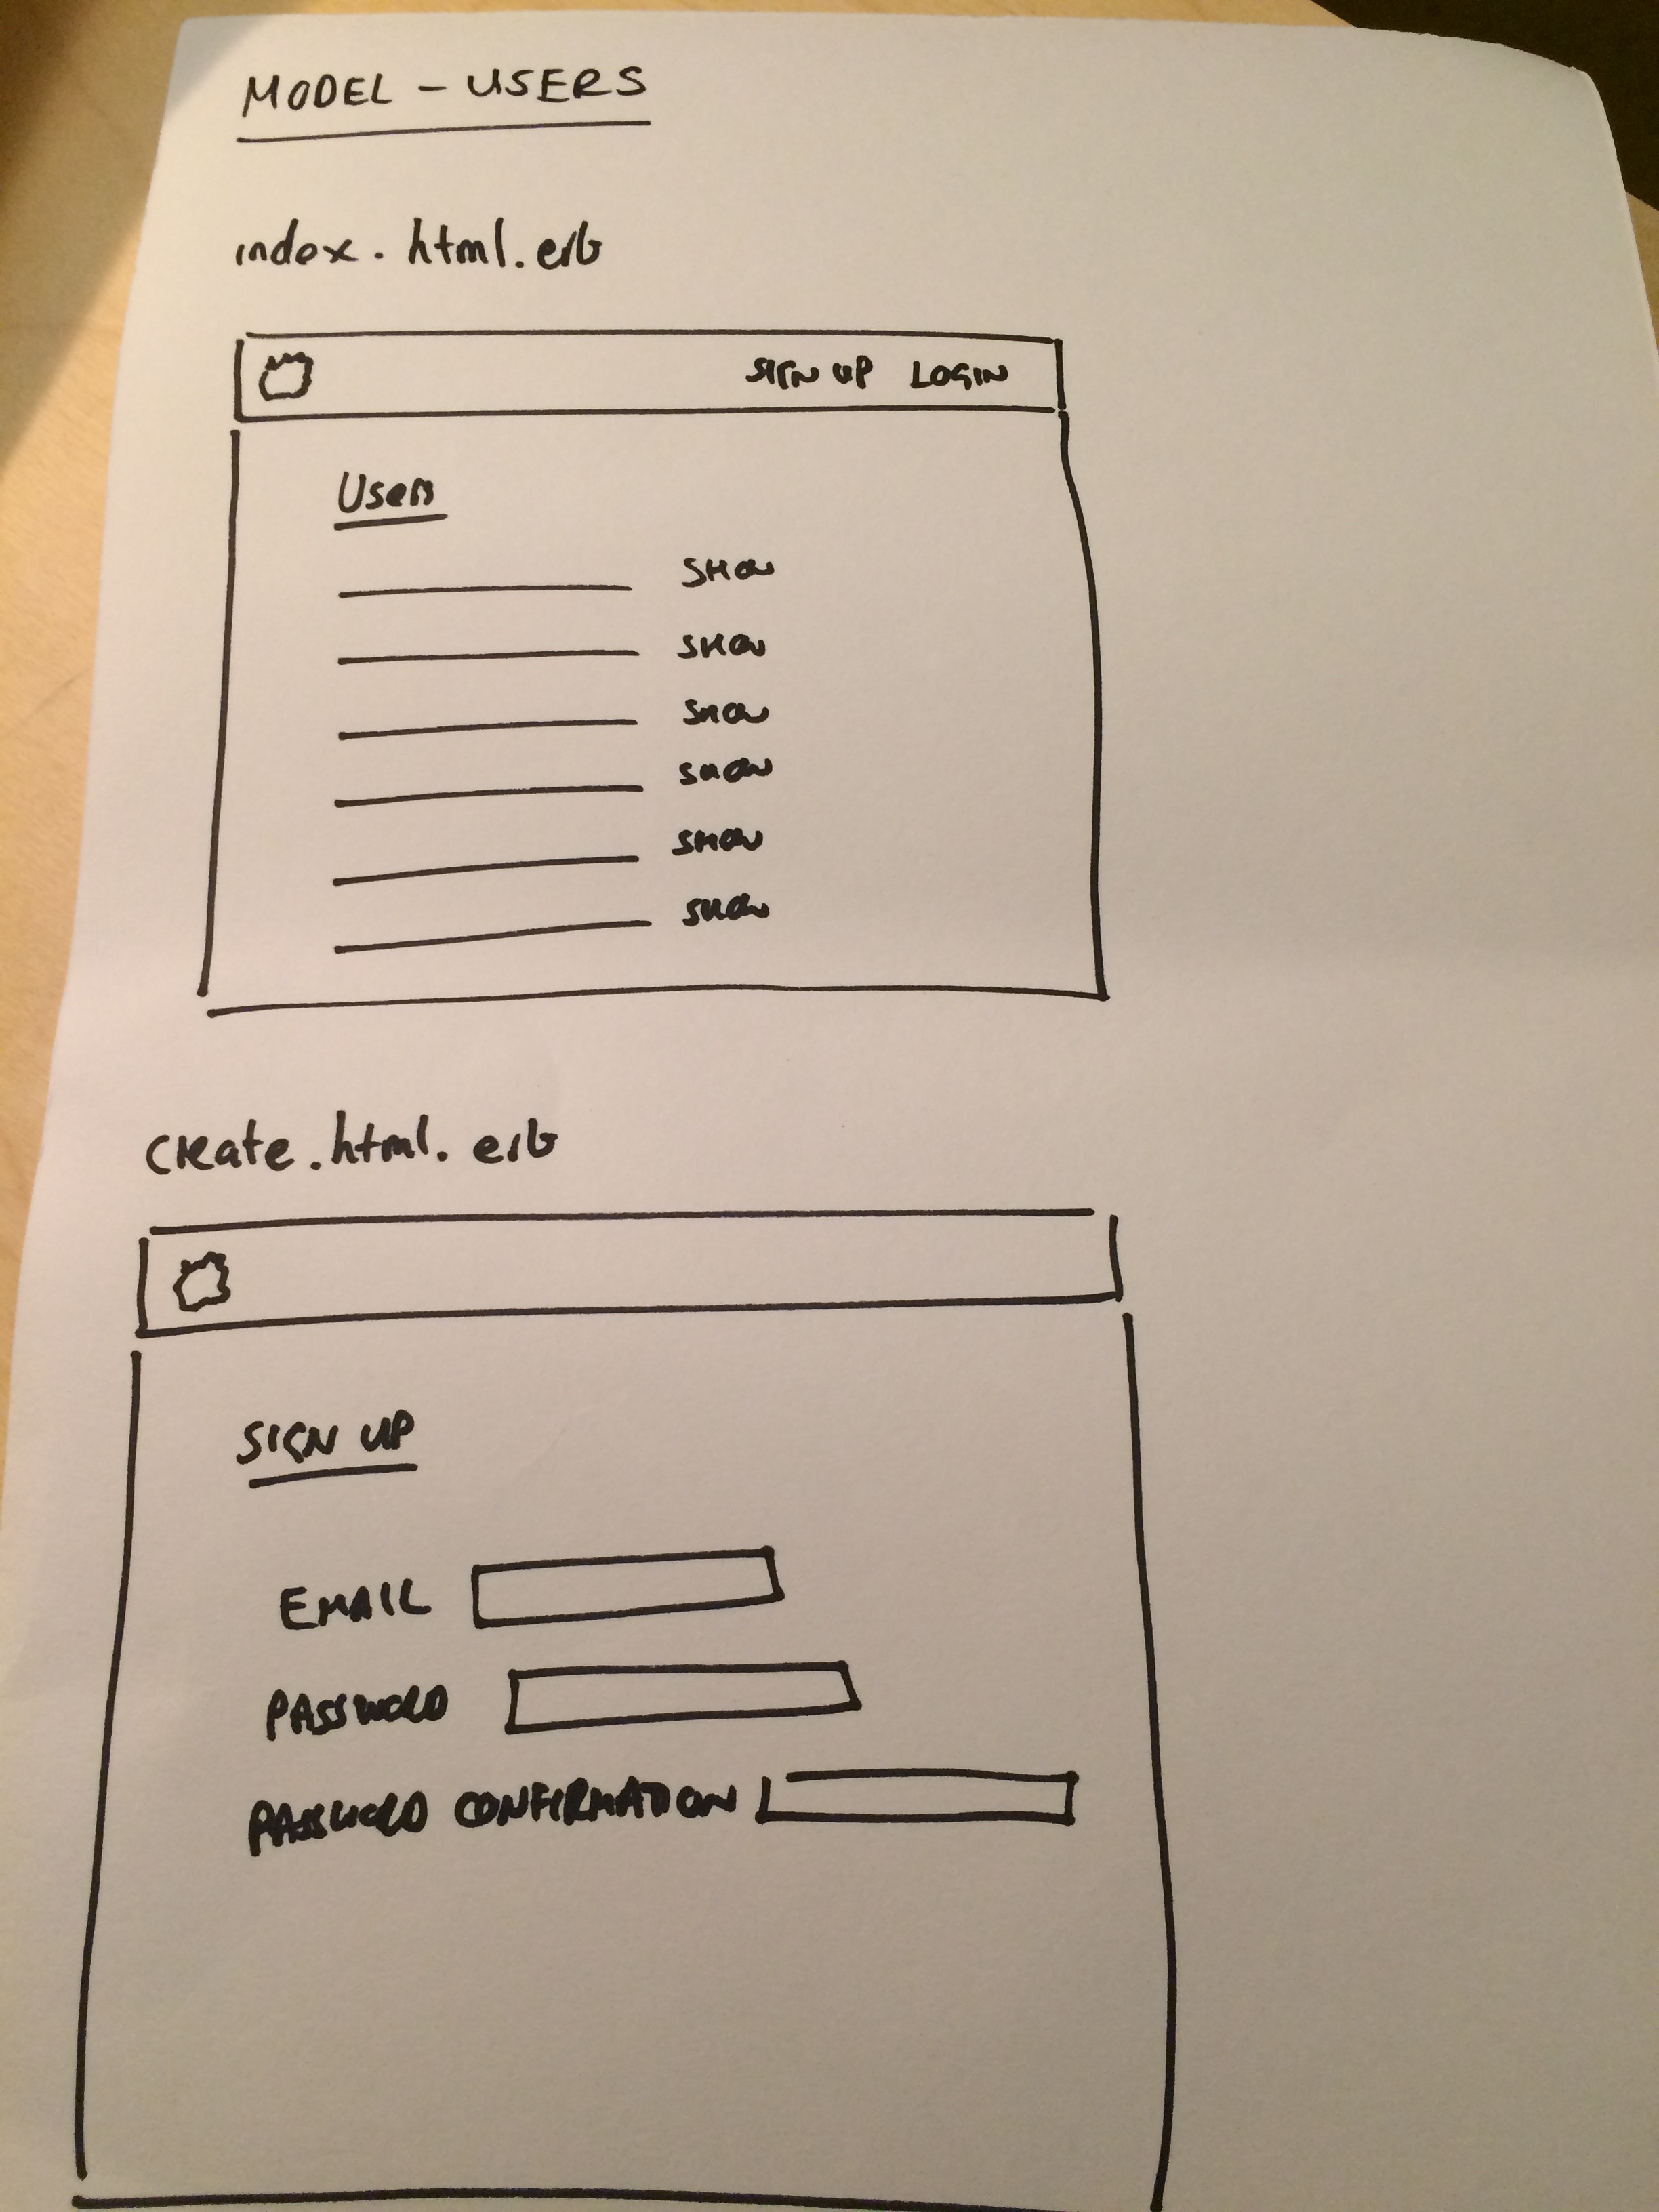 MODEL - USERS
index.html.erb
SIGN UP LOGIN
Users
SHOW
SHOW
SHOW
SHOW
SHOW
SHOW
create.html.erb
SIGN UP
EMAIL
PASSWORD
PASSWORD CONFIRMATION